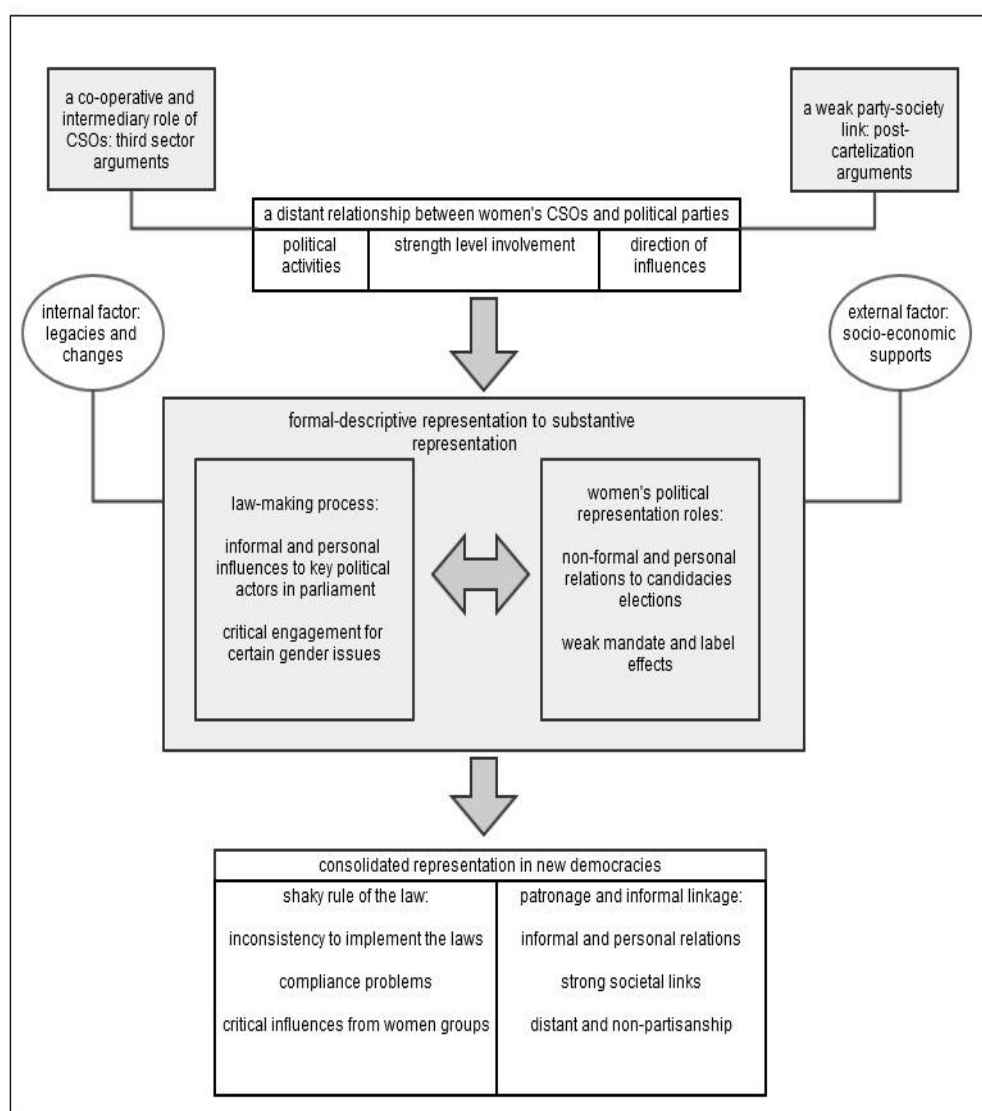 a co-operative and
intermediary role of
CSOs: third sector
arguments
a weak party-society
link: post-
cartelization
arguments
a distant relationship between women's CSOs and political parties
political
activities
strength level involvement
direction of
influences
internal factor:
legacies and
changes
external factor:
socio-economic
supports
formal-descriptive representation to substantive
representation
law-making process:
informal and personal
influences to key political
actors in parliament
critical engagement for
certain gender issues
women's political
representation roles:
non-formal and personal
relations to candidacies
elections
weak mandate and label
effects
consolidated representation in new democracies
shaky rule of the law:
inconsistency to implement the laws
compliance problems
critical influences from women groups
patronage and informal linkage:
informal and personal relations
strong societal links
distant and non-partisanship